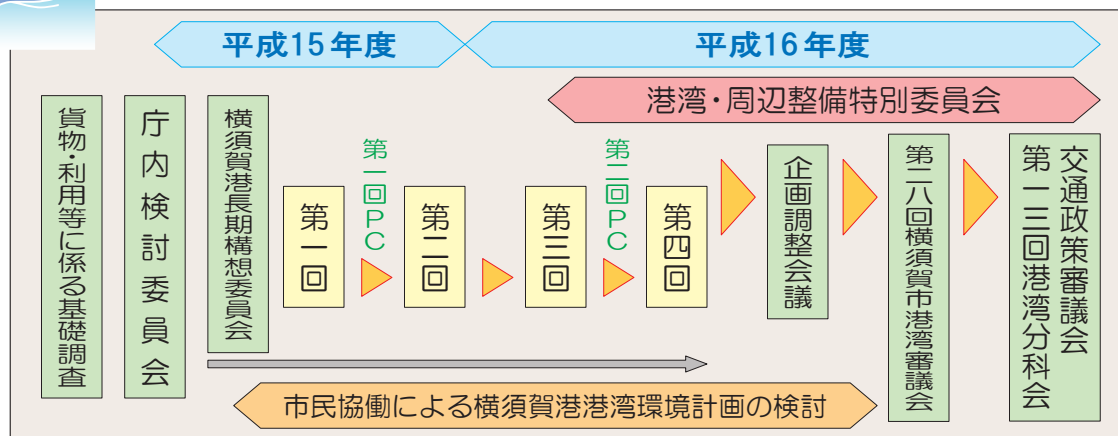 平成15年度
平成16年度
港湾・周辺整備特別委員会
貨物・利用等に係る基礎調査
庁内検討委員会
横須賀港長期構想委員会
第一回
第一回PC
第二回
第三回
第二回PC
第四回
企画調整会議
第二八回横須賀市港湾審議会
交通政策審議会
第一三回港湾分科会
市民協働による横須賀港港湾環境計画の検討